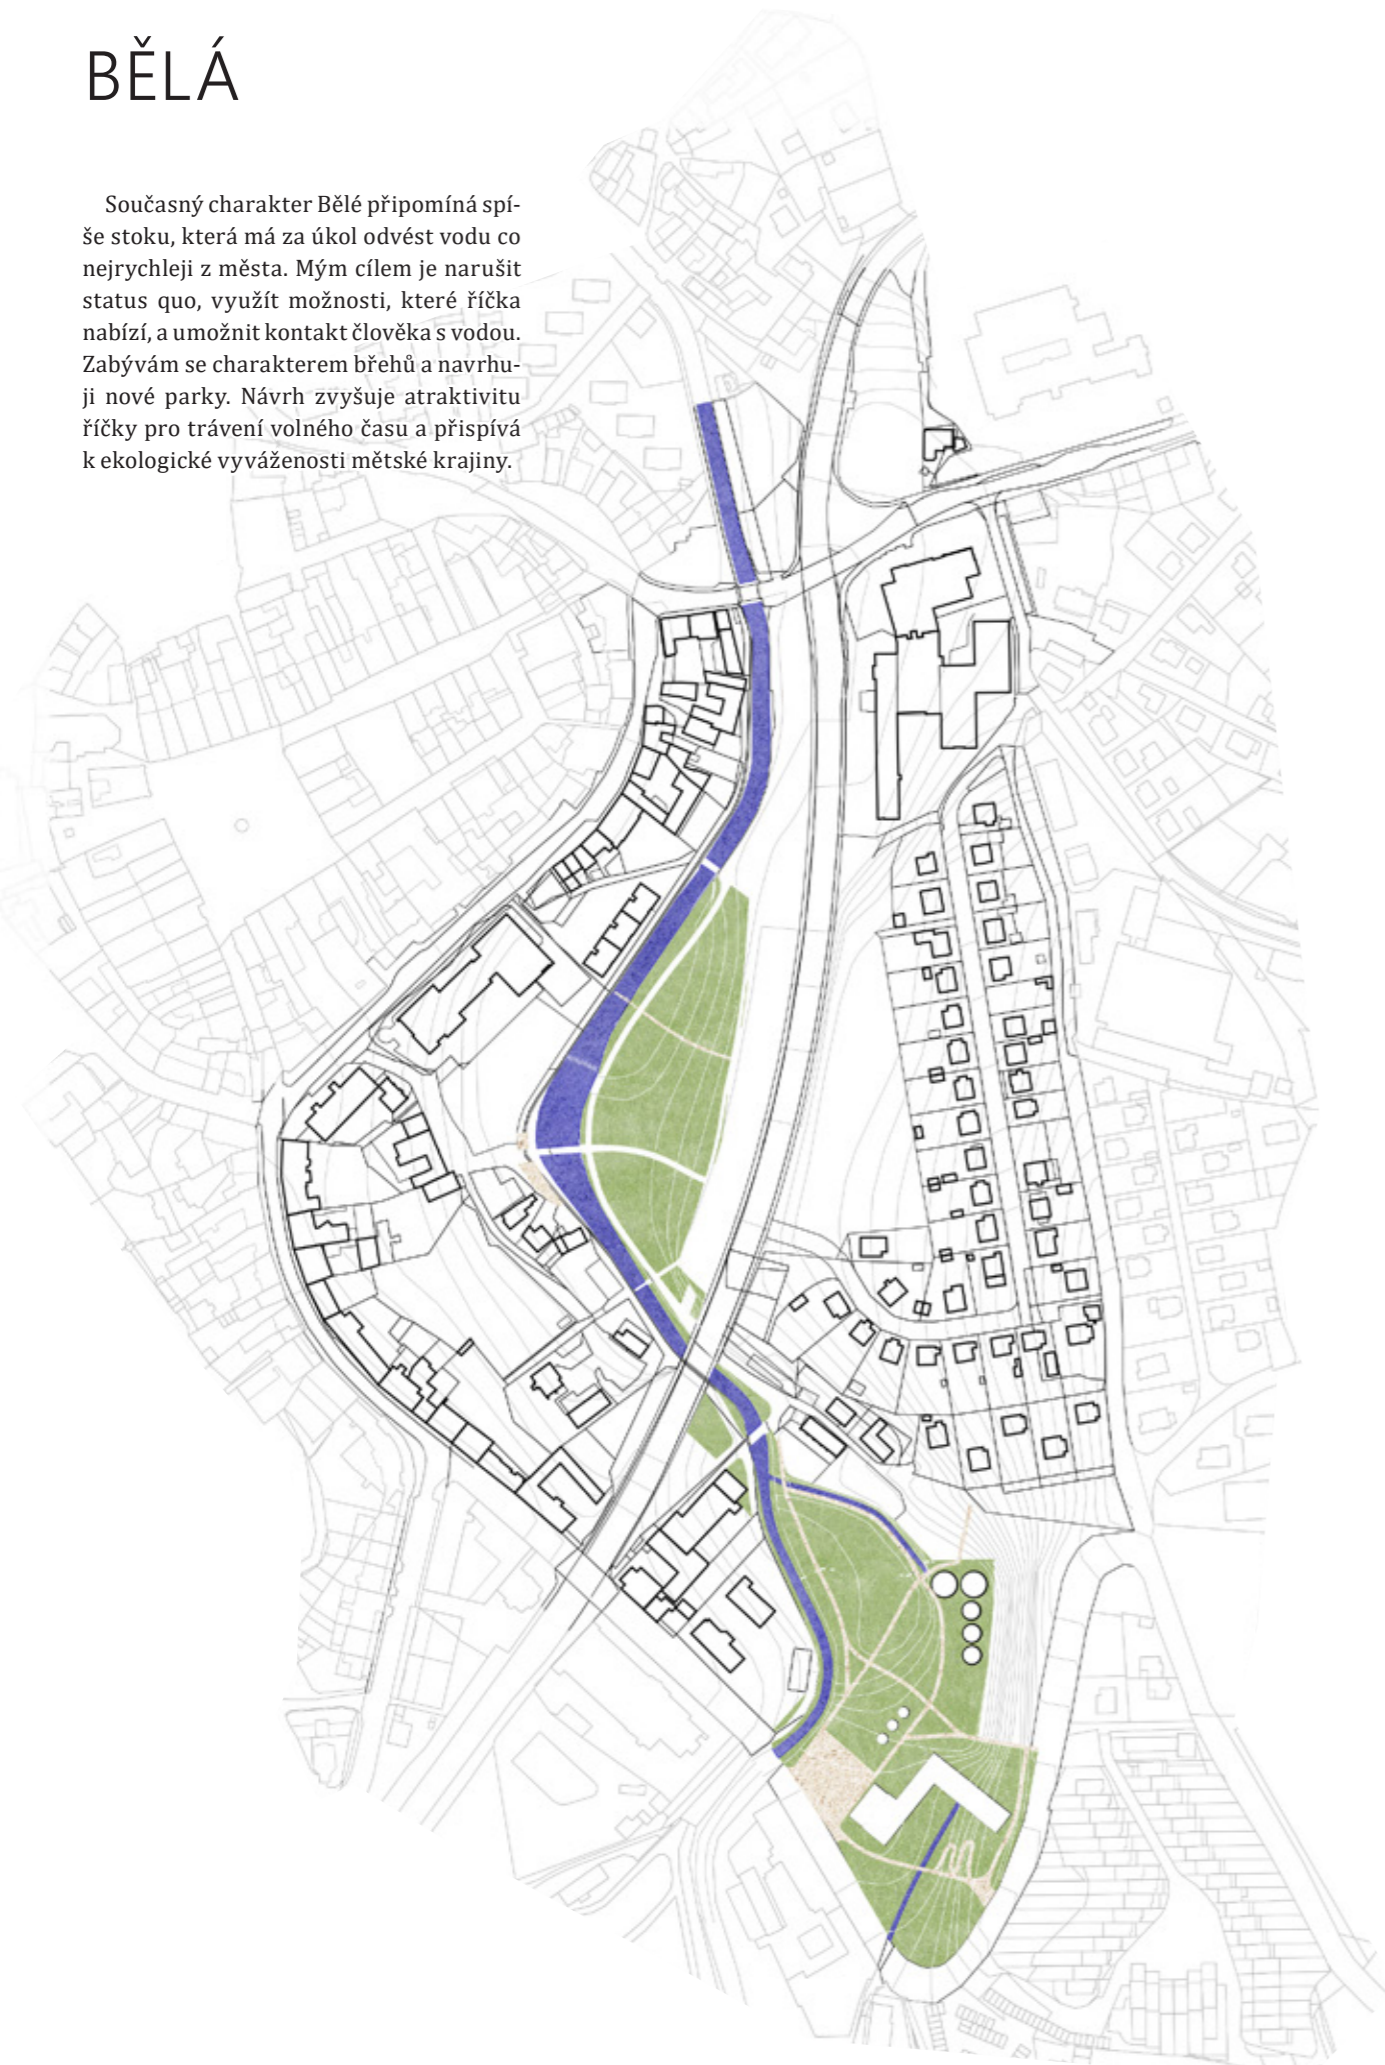 BĚLÁ
Současný charakter Bělé připomíná spí-
še stoku, která má za úkol odvést vodu co
nejrychleji z města. Mým cílem je narušit
status quo, využít možnosti, které říčka
nabízí, a umožnit kontakt člověka s vodou.
Zabývám se charakterem břehů a navrhu-
ji nové parky. Návrh zvyšuje atraktivitu
říčky pro trávení volného času a přispívá
k ekologické vyváženosti mětské krajiny.